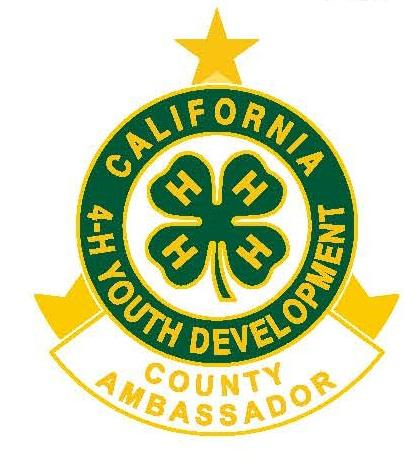 CALIFORNIA
H H
H H
4-H YOUTH DEVELOPMENT
COUNTY
AMBASSADOR